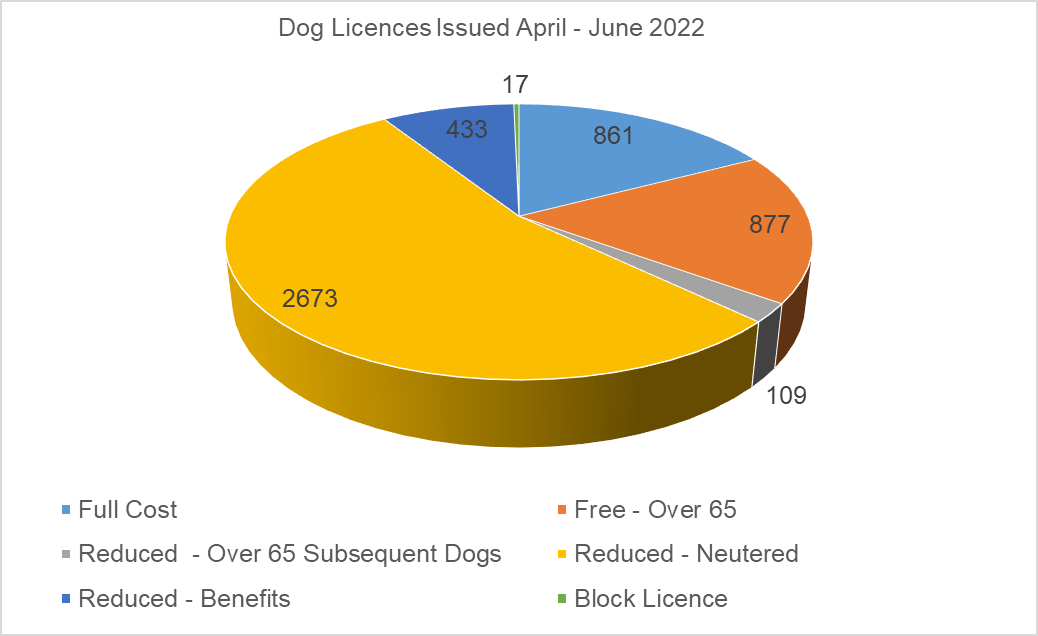 Dog Licences Issued April - June 2022
17
433
861
877
2673
109
Full Cost
Free - Over 65
Reduced  - Over 65 Subsequent Dogs
Reduced - Neutered
Reduced - Benefits
Block Licence